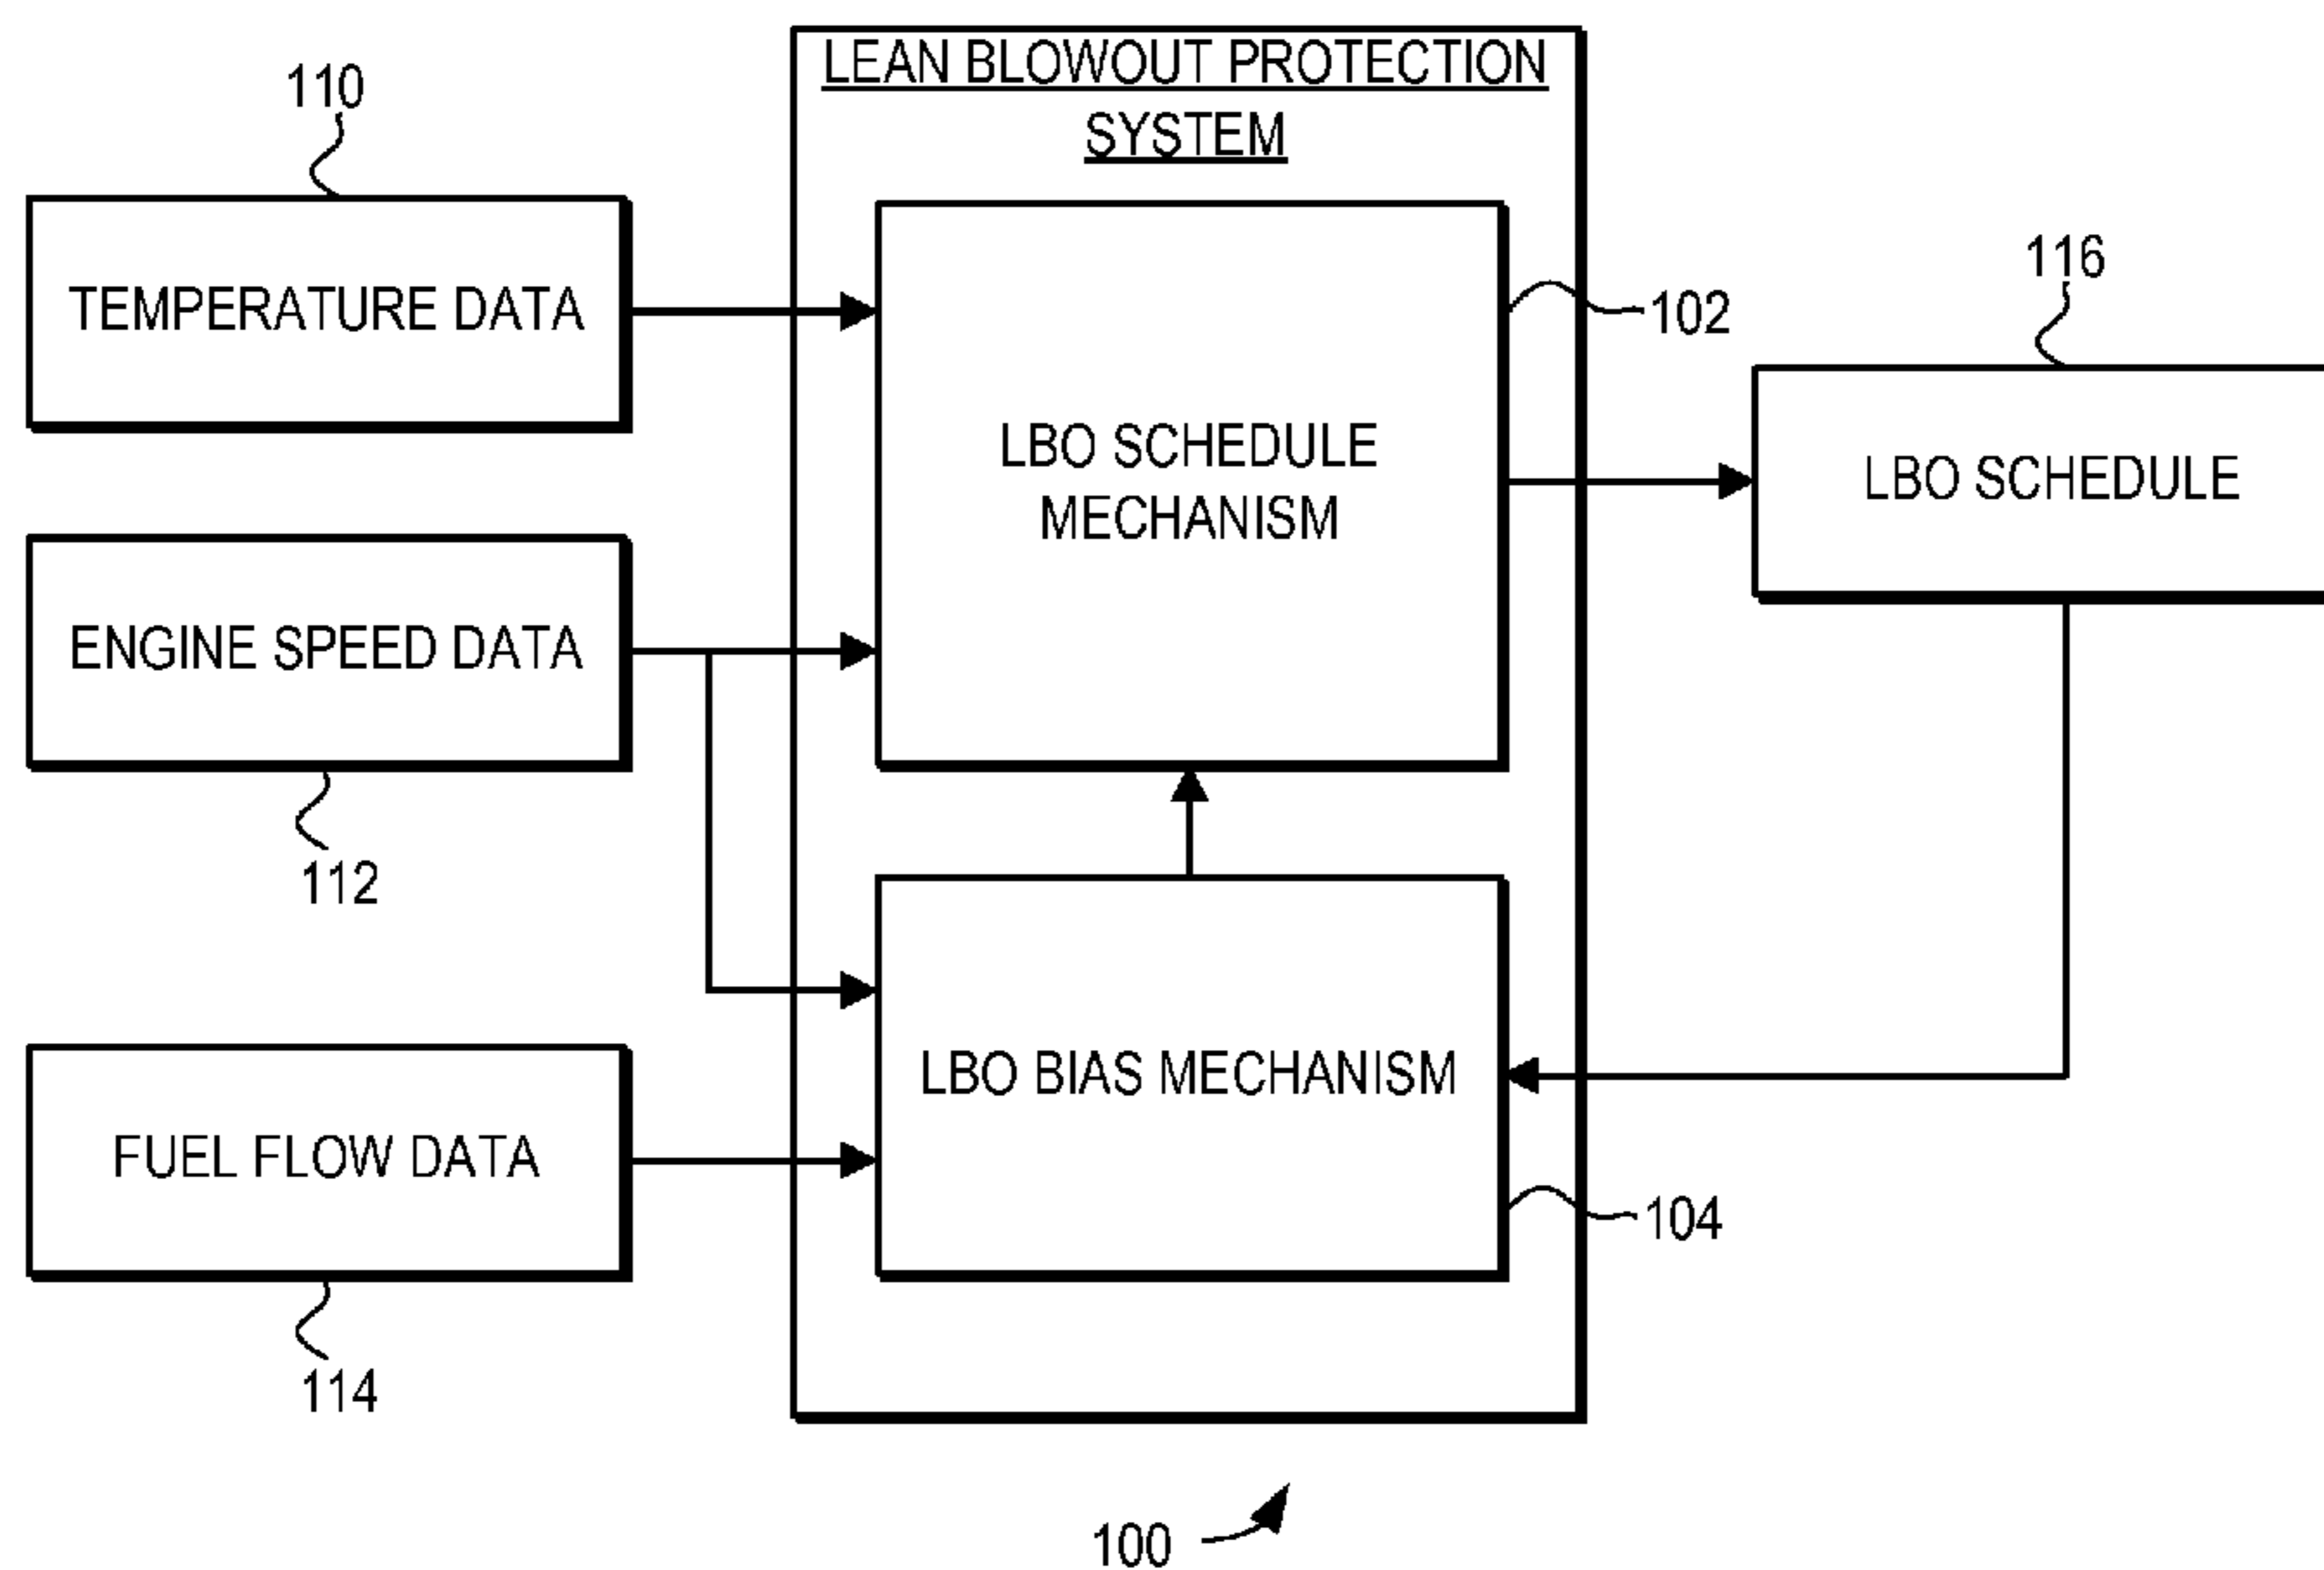 LEAN BLOWOUT PROTECTION
SYSTEM
110
TEMPERATURE DATA
102
116
LBO SCHEDULE
MECHANISM
LBO SCHEDULE
ENGINE SPEED DATA
112
LBO BIAS MECHANISM
FUEL FLOW DATA
104
114
100